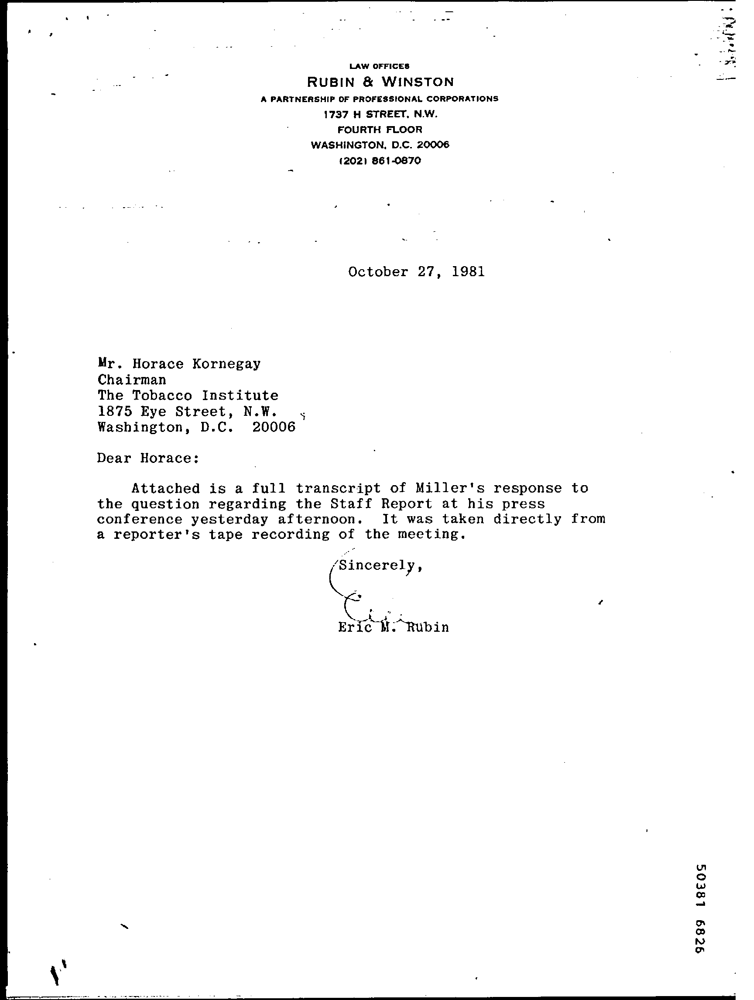 LAW OFFICES
RUBIN & WINSTON
A PARTNERSHIP OF PROFESSIONAL CORPORATIONS
1737 H STREET, N.W.
FOURTH FLOOR
WASHINGTON, D.C. 20006
(202) 861-0870
October 27, 1981
Mr. Horace Kornegay
Chairman
The Tobacco Institute
1875 Eye Street, N.W.
Washington, D.C. 20006
Dear Horace:
Attached is a full transcript of Miller's response to
the question regarding the Staff Report at his press
conference yesterday afternoon. It was taken directly from
a reporter's tape recording of the meeting.
Sincerely,
Eric M. Rubin
50381 6826